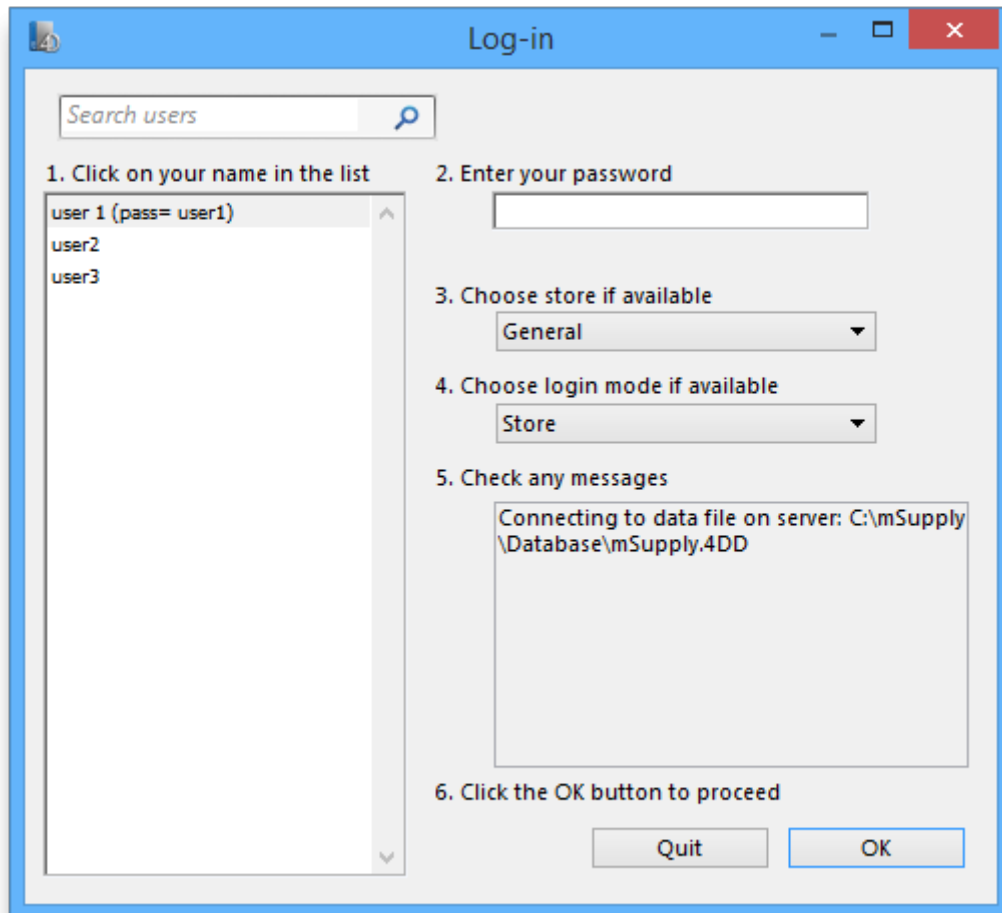 Log-in
Search users
1. Click on your name in the list
user 1 (pass= user1)
user2
user3
2. Enter your password
3. Choose store if available
General
4. Choose login mode if available
Store
5. Check any messages
Connecting to data file on server: C:\mSupply
\Database\mSupply.4DD
6. Click the OK button to proceed
Quit
OK